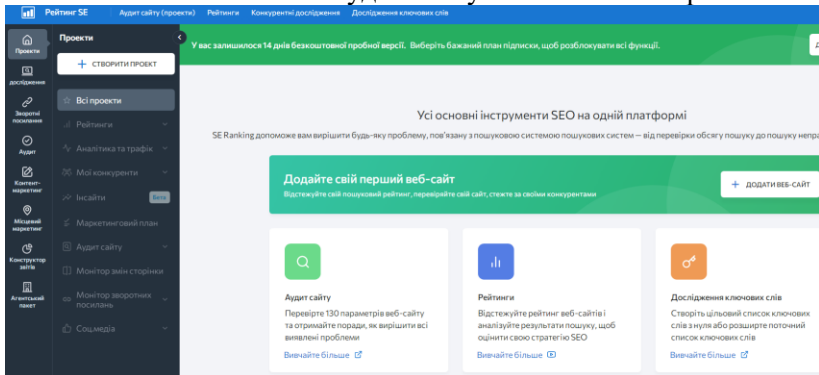 Рейтинг SE
Аудит сайту (проекти) Рейтинги Конкурентні дослідження Дослідження ключових слів
Проекти
дослідження
Зворотні
посилання
Аудит
Контент-
маркетинг
Місцевий
маркетинг
Конструктор
звітів
Агентський
пакет
Проекти
+ СТВОРИТИ ПРОЕКТ
Всі проекти
Рейтинги
Аналітика та трафік
Мої конкуренти
Інсайти Бета
Маркетинговий план
Аудит сайту
Монітор змін сторінки
Монітор зворотних
посилань
Соц.медіа
У вас залишилося 14 днів безкоштовної пробної версії. Виберіть бажаний план підписки, щоб розблокувати всі функції.
Усі основні інструменти SEO на одній платформі
SE Ranking допоможе вам вирішити будь-яку проблему, пов'язану з пошуковою системою пошукових систем — від перевірки обсягу пошуку до пошуку непра
Додайте свій перший веб-сайт
Відстежуйте свій пошуковий рейтинг, перевіряйте свій сайт, стежте за своїми конкурентами
+ ДОДАТИ ВЕБ-САЙТ
Аудит сайту
Перевірте 130 параметрів веб-сайту
та отримайте поради, як вирішити всі
виявлені проблеми
Вивчайте більше
Рейтинги
Відстежуйте рейтинг веб-сайтів і
аналізуйте результати пошуку, щоб
оцінити свою стратегію SEO
Вивчайте більше
Дослідження ключових слів
Створіть цільовий список ключових
слів з нуля або розширте поточний
список ключових слів
Вивчайте більше